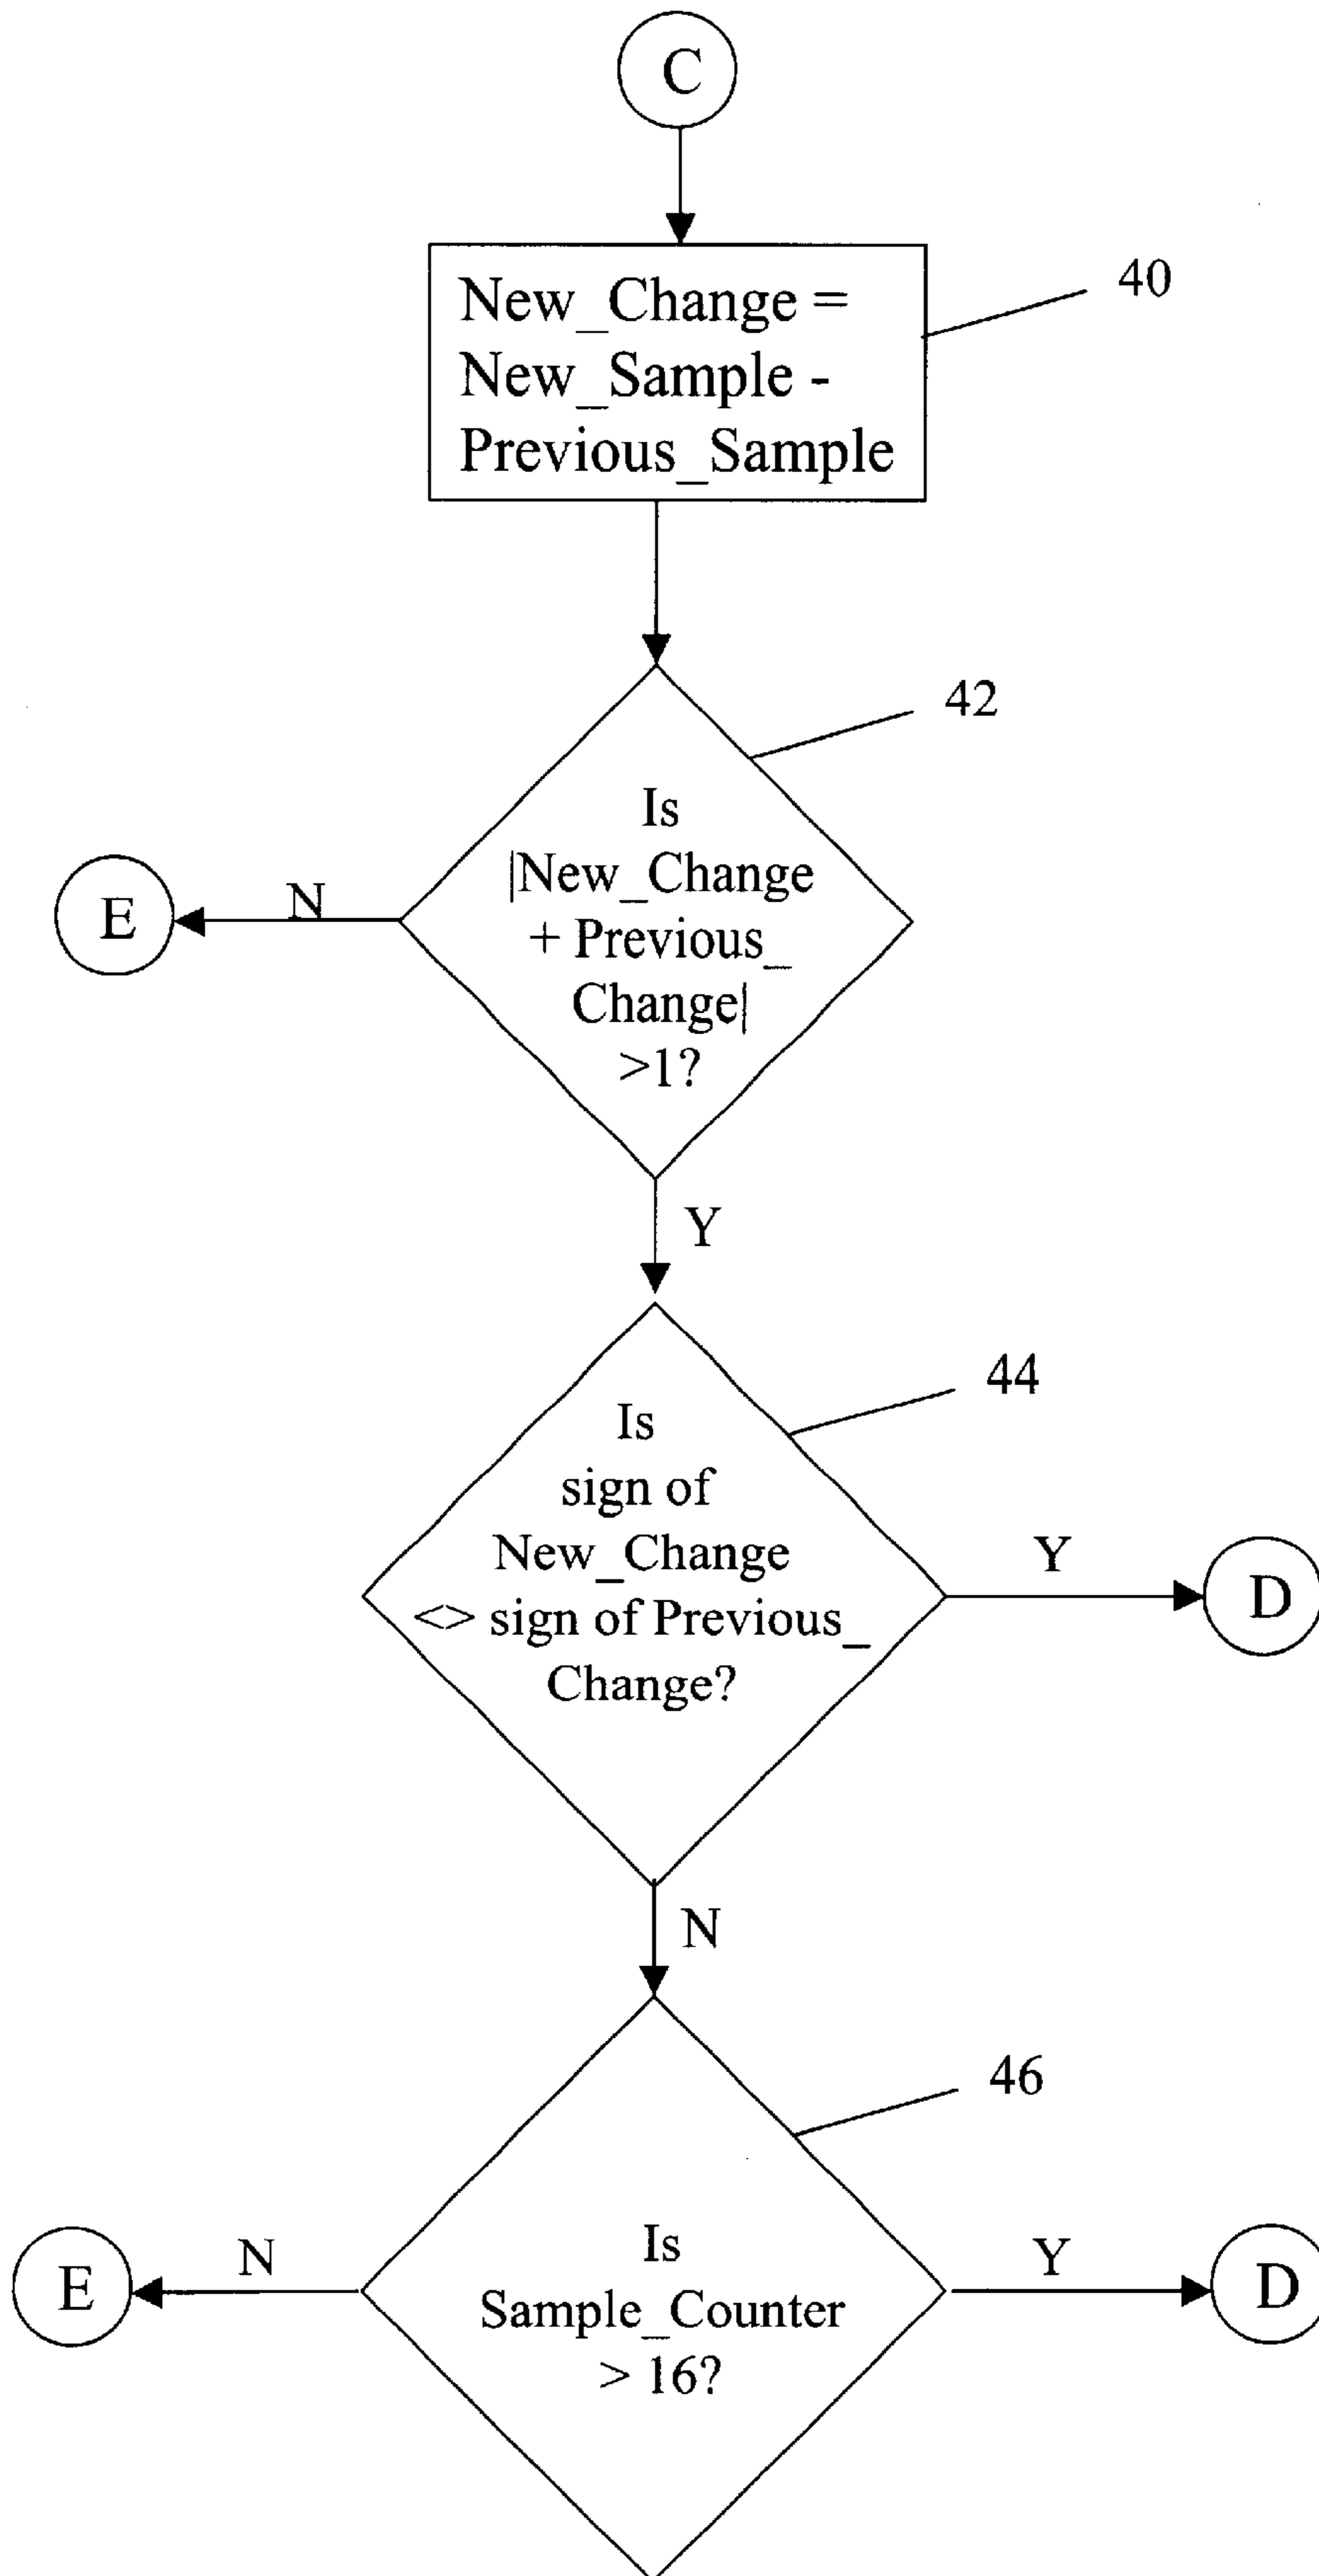 C
New_Change =
New_Sample -
Previous_Sample
40
42
Is
|New_Change
+ Previous_
Change|
>1?
N
E
Y
44
Is
sign of
New_Change
<> sign of Previous_
Change?
Y
D
N
46
Is
Sample_Counter
> 16?
N
E
Y
D